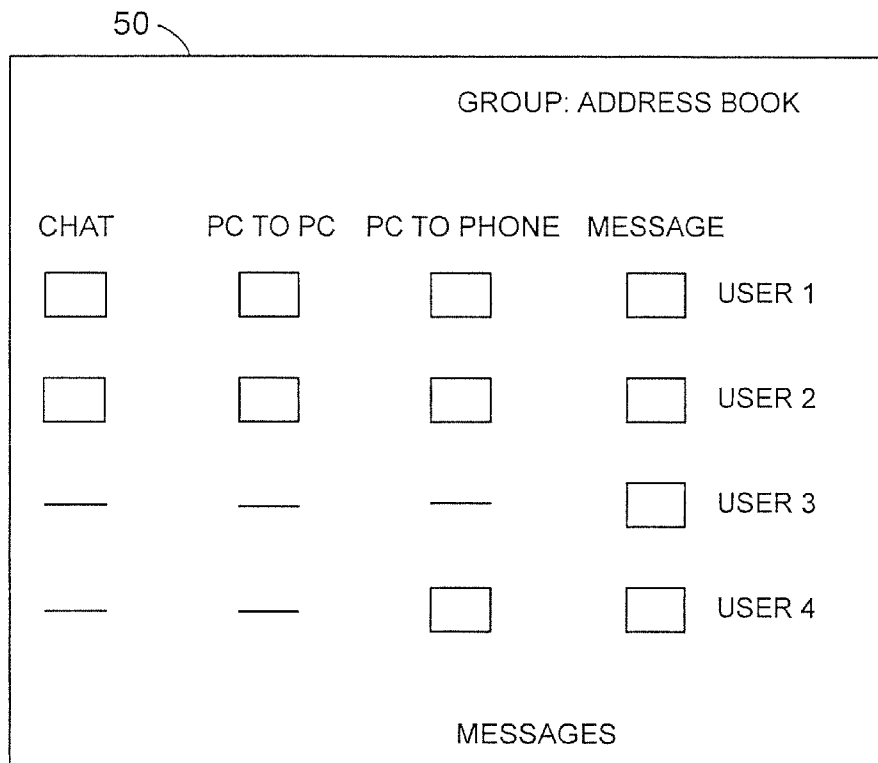 50
GROUP: ADDRESS BOOK
CHAT PC TO PC PC TO PHONE MESSAGE
USER 1
USER 2
USER 3
USER 4
MESSAGES